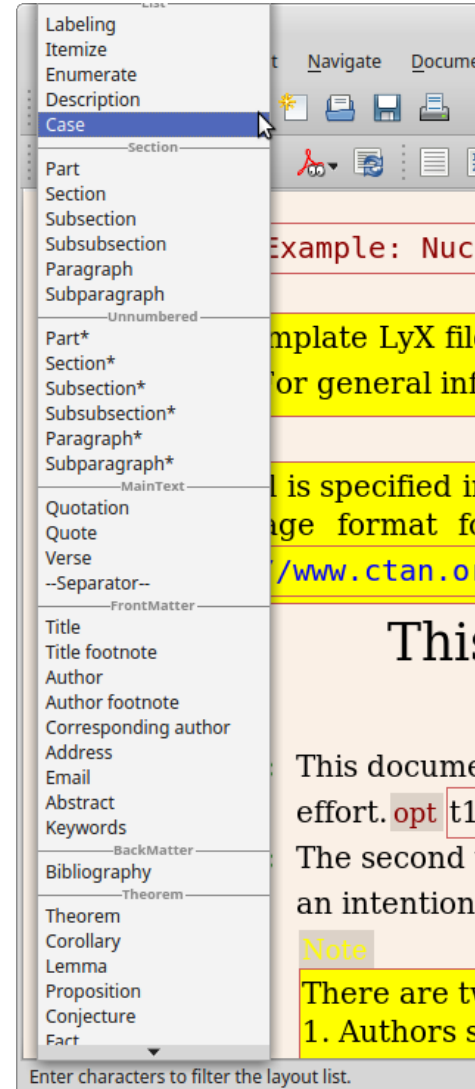 List
Labeling
Itemize
Enumerate
Description
Case
Section
Part
Section
Subsection
Subsubsection
Paragraph
Subparagraph
Unnumbered
Part*
Section*
Subsection*
Subsubsection*
Paragraph*
Subparagraph*
MainText
Quotation
Quote
Verse
--Separator--
FrontMatter
Title
Title footnote
Author
Author footnote
Corresponding author
Address
Email
Abstract
Keywords
BackMatter
Bibliography
Theorem
Theorem
Corollary
Lemma
Proposition
Conjecture
Fact
Enter characters to filter the layout list.
t Navigate Docume
Example: Nuc
mplate LyX fil
or general inf
l is specified i
age format fo
/www.ctan.o
This
This docume
effort. opt t1
The second
an intention
Note
There are tw
1. Authors s